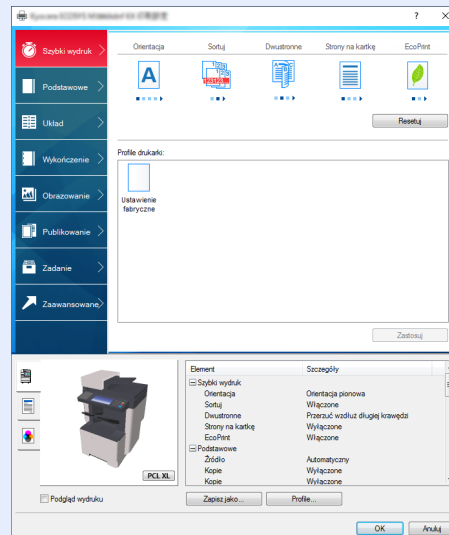 ? X
Szybki wydruk
Podstawowe
Układ
Wykończenie
Obrazowanie
Publikowanie
Zadanie
Zaawansowane
Orientacja Sortuj Dwustronne Strony na kartkę EcoPrint
A 123123
Resetuj
Profile drukarki:
Ustawienie
fabryczne
Zastosuj
PCL XL
Podgląd wydruku
Element Szczegóły
Szybki wydruk
Orientacja Orientacja pionowa
Sortuj Włączone
Dwustronne Przerzuć wzdłuż długiej krawędzi
Strony na kartkę Wyłączone
EcoPrint Włączone
Podstawowe
Źródło Automatyczny
Kopie Wyłączone
Kopie Wyłączone
Zapisz jako... Profile...
OK Anuluj